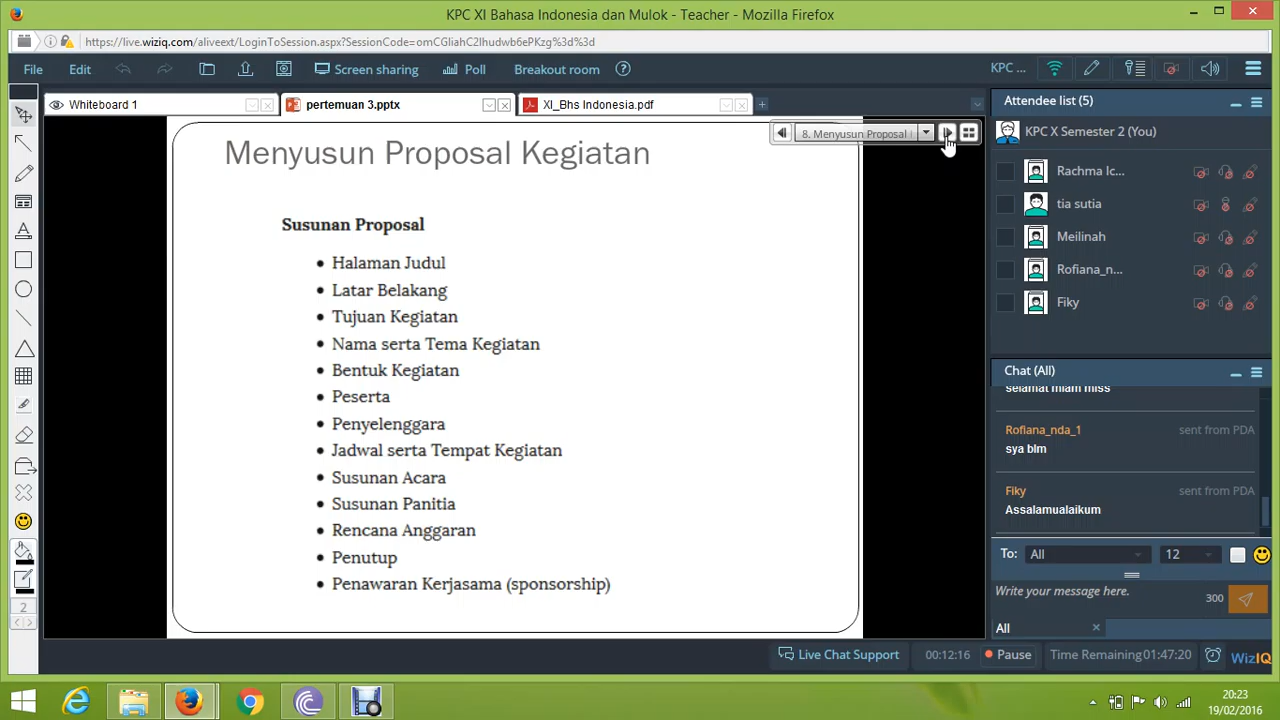 KPC XI Bahasa Indonesia dan Mulok - Teacher - Mozilla Firefox
https://live.wiziq.com/aliveext/LoginToSession.aspx?SessionCode=omCGliahC2Ihudwb6ePKzg%3d%3d
File Edit Screen sharing Poll Breakout room KPC ...
Whiteboard 1 pertemuan 3.pptx XI_Bhs Indonesia.pdf
8. Menyusun Proposal
Menyusun Proposal Kegiatan
Susunan Proposal
• Halaman Judul
• Latar Belakang
• Tujuan Kegiatan
• Nama serta Tema Kegiatan
• Bentuk Kegiatan
• Peserta
• Penyelenggara
• Jadwal serta Tempat Kegiatan
• Susunan Acara
• Susunan Panitia
• Rencana Anggaran
• Penutup
• Penawaran Kerjasama (sponsorship)
2
Attendee list (5)
KPC X Semester 2 (You)
Rachma Ic...
tia sutia
Meilinah
Rofiana_n...
Fiky
Chat (All)
selamat mlam miss
Rofiana_nda_1 sent from PDA
sya blm
Fiky sent from PDA
Assalamualaikum
To: All 12
Write your message here. 300
All
Live Chat Support 00:12:16 Pause Time Remaining 01:47:20 WizIQ
20:23
19/02/2016